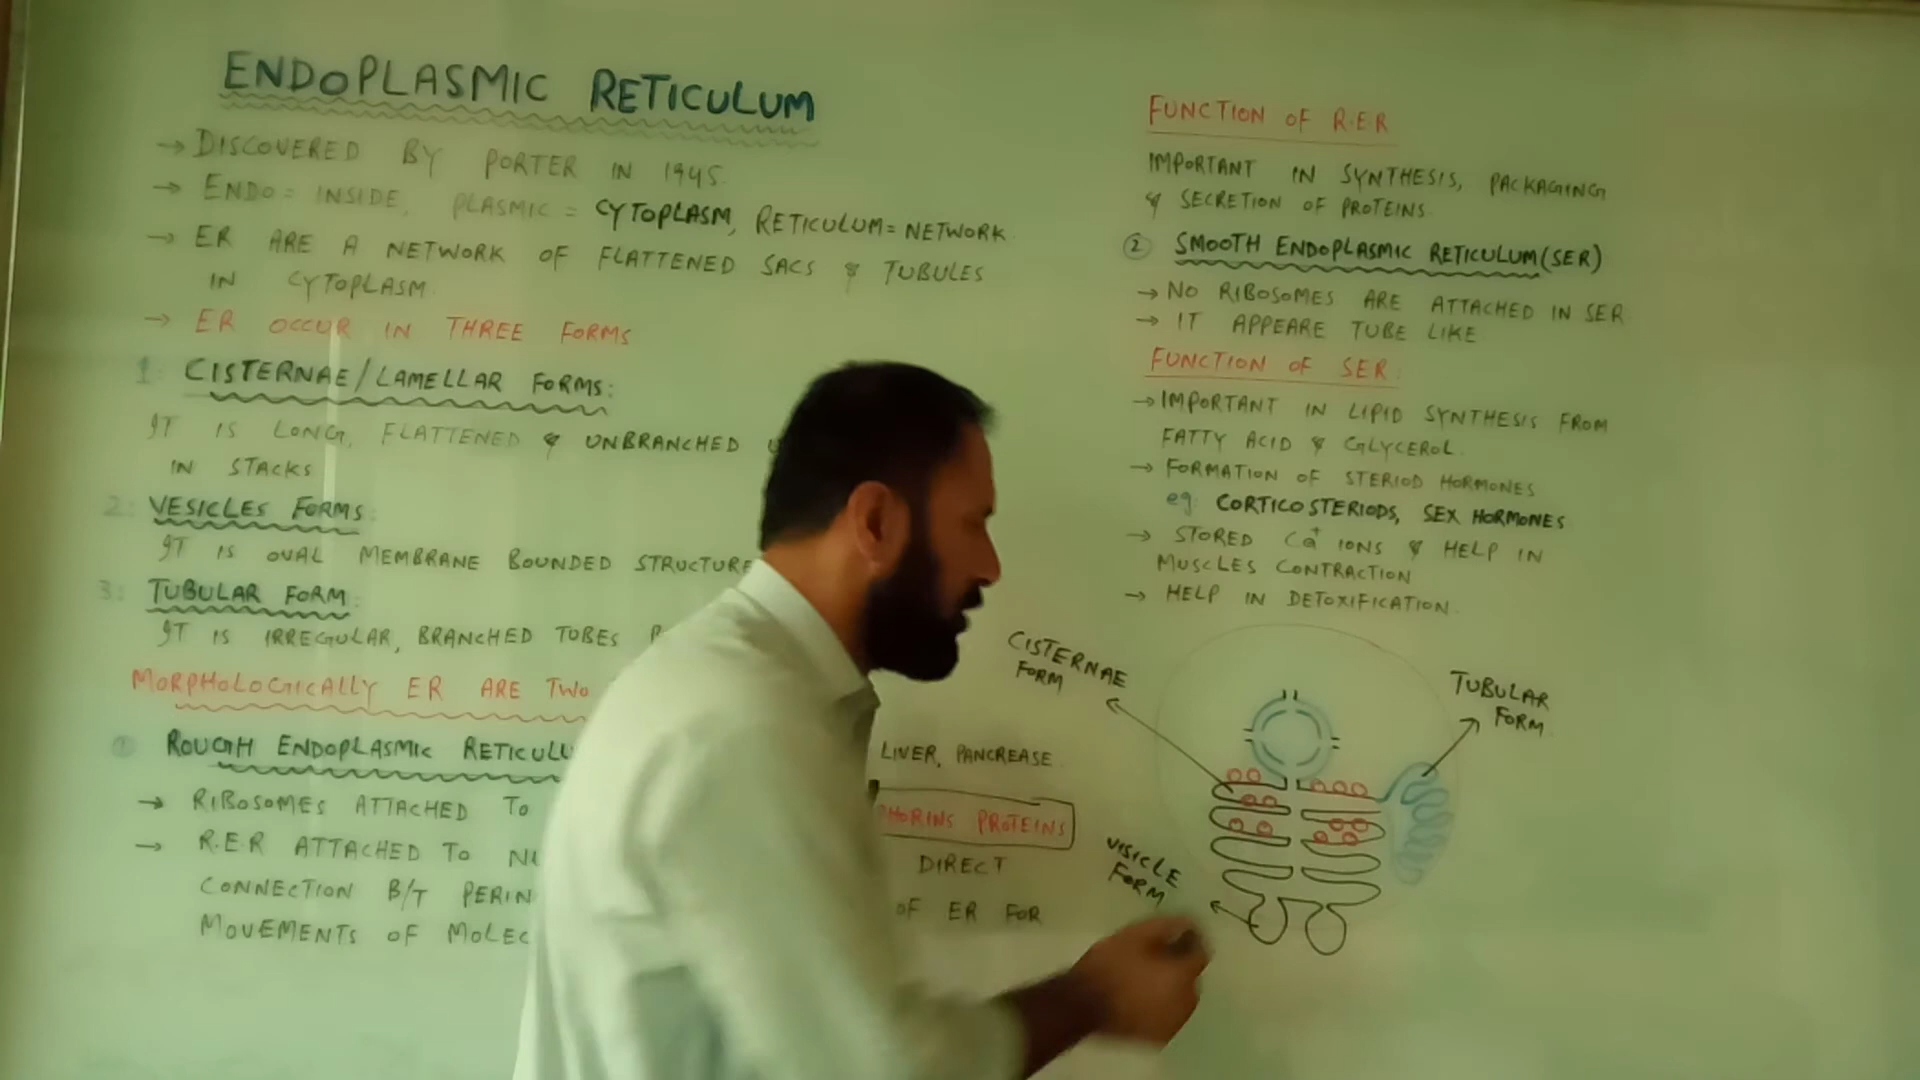 ENDOPLASMIC RETICULUM
→ DISCOVERED BY PORTER IN 1945.
→ ENDO = INSIDE, PLASMIC = CYTOPLASM, RETICULUM = NETWORK
→ ER ARE A NETWORK OF FLATTENED SACS & TUBULES
IN CYTOPLASM.
→ ER OCCUR IN THREE FORMS
1: CISTERNAE/LAMELLAR FORMS:
IT IS LONG, FLATTENED & UNBRANCHED
IN STACKS
2: VESICLES FORMS:
IT IS OVAL MEMBRANE BOUNDED STRUCTURE
3: TUBULAR FORM:
IT IS IRREGULAR, BRANCHED TUBES
MORPHOLOGICALLY ER ARE TWO
① ROUGH ENDOPLASMIC RETICULU
LIVER, PANCREASE
→ RIBOSOMES ATTACHED TO
HORINS PROTEINS
→ R.E.R ATTACHED TO NU
DIRECT
CONNECTION B/T PERIN
OF ER FOR
MOVEMENTS OF MOLEC
FUNCTION OF R.E.R
IMPORTANT IN SYNTHESIS, PACKAGING
& SECRETION OF PROTEINS.
② SMOOTH ENDOPLASMIC RETICULUM (SER)
→ NO RIBOSOMES ARE ATTACHED IN SER
→ IT APPEARE TUBE LIKE
FUNCTION OF SER:
→ IMPORTANT IN LIPID SYNTHESIS FROM
FATTY ACID & GLYCEROL.
→ FORMATION OF STERIOD HORMONES
eg: CORTICOSTERIODS, SEX HORMONES
→ STORED Ca+ IONS & HELP IN
MUSCLES CONTRACTION
→ HELP IN DETOXIFICATION.
CISTERNAE
FORM
TUBULAR
FORM
VISICLE
FORM